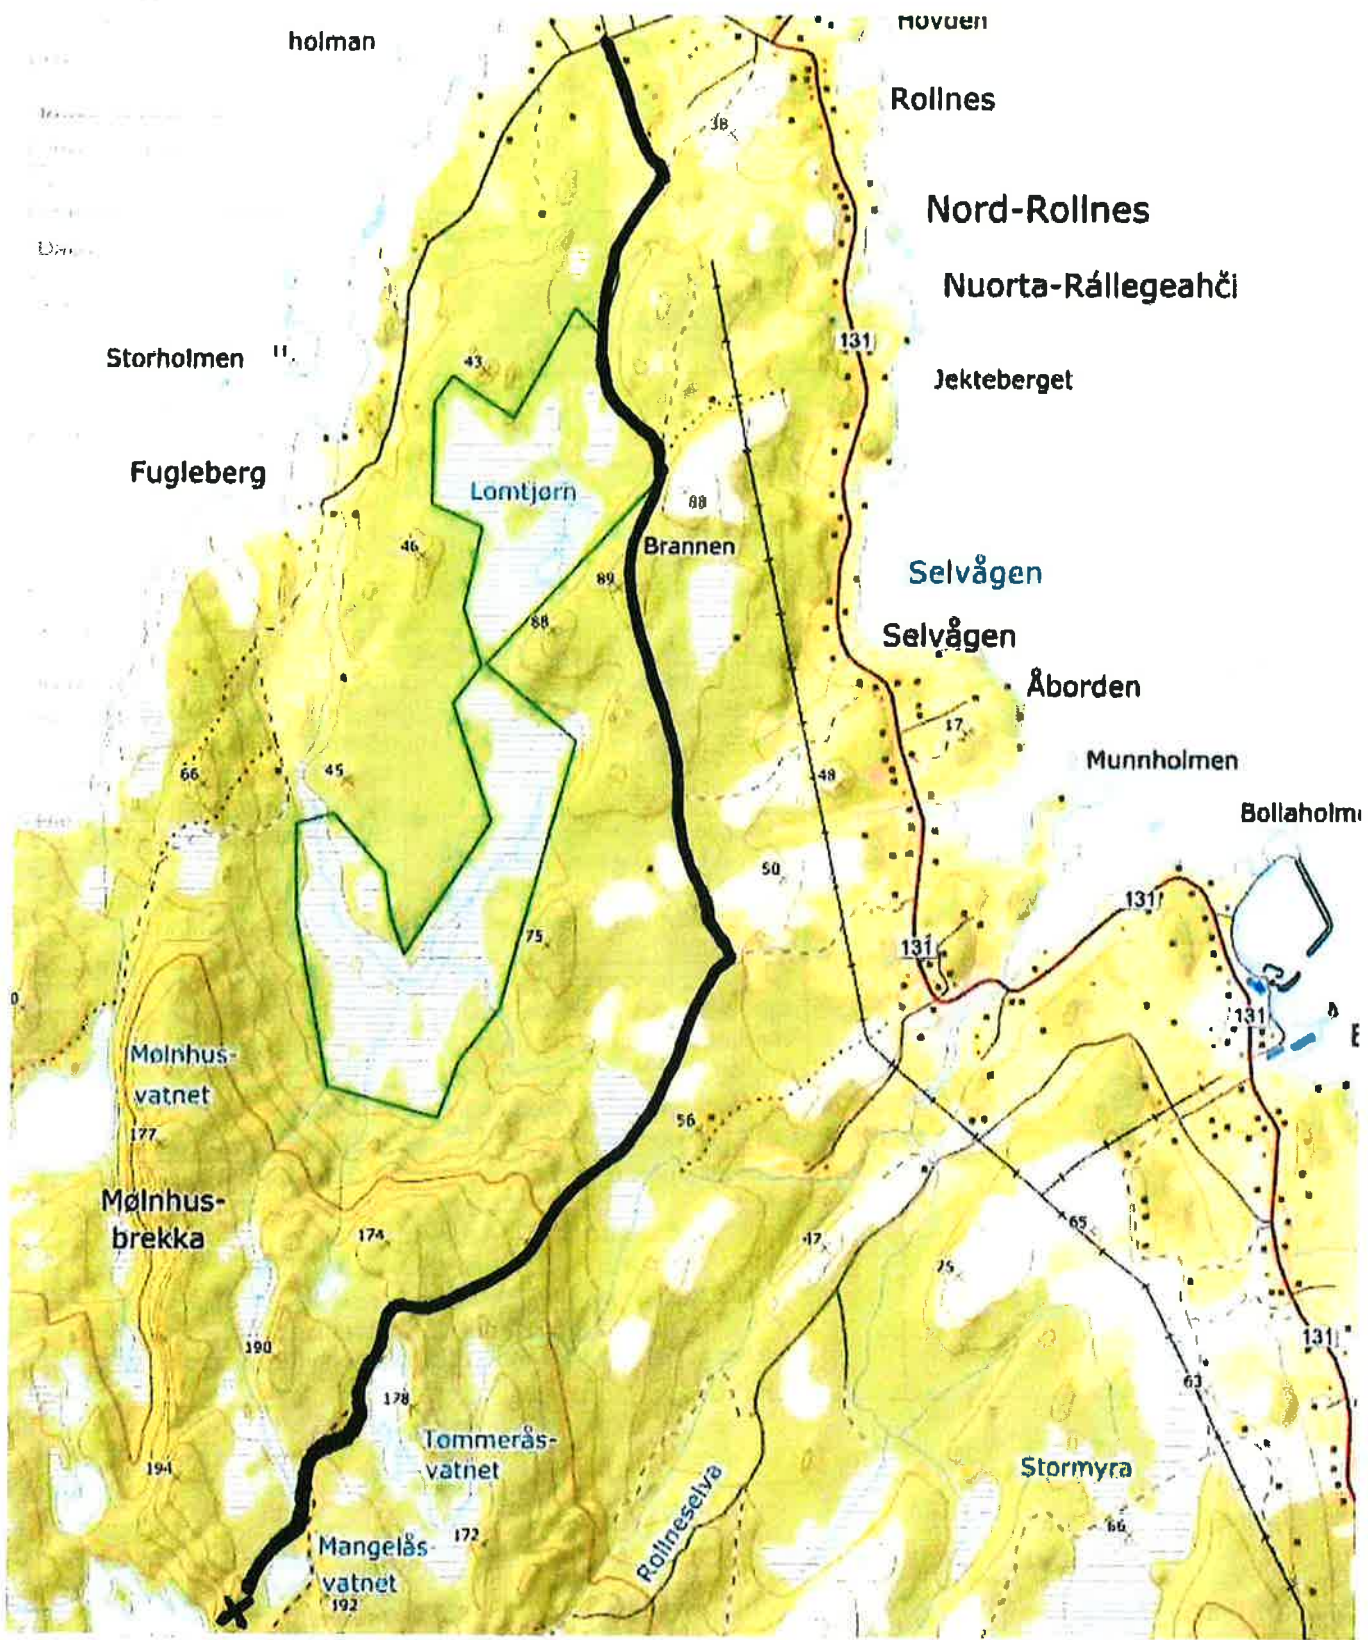 Hovden
holman
Rollnes
38
Nord-Rollnes
Nuorta-Rállegeahči
131
Storholmen
11
43
Jekteberget
Fugleberg
Lomtjørn
88
46
Brannen
Selvågen
89
88
Selvågen
Åborden
17
Munnholmen
66
45
48
Bollaholm
50
131
75
131
0
131
E
Mølnhus-
vatnet
177
56
Mølnhus-
brekka
174
47
65
75
190
131
63
178
Tommerås-
vatnet
194
Stormyra
Rollneselva
66
172
Mangelås-
vatnet
192